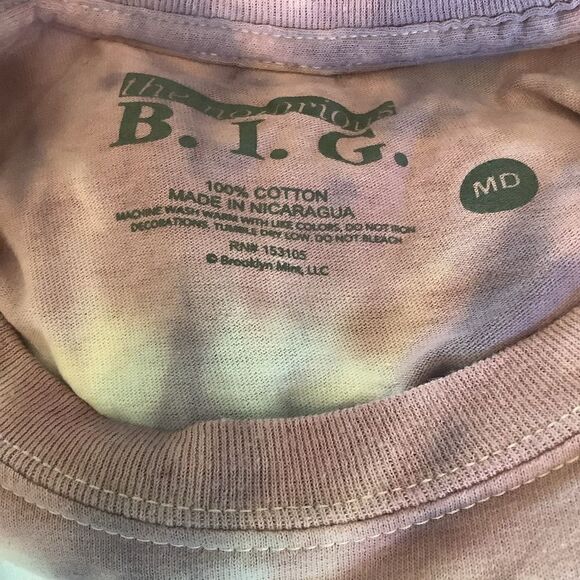 the notorious
B. I. G.
100% COTTON
MADE IN NICARAGUA
MACHINE WASH WARM WITH LIKE COLORS, DO NOT IRON
DECORATIONS. TUMBLE DRY LOW. DO NOT BLEACH
RN# 153105
© Brooklyn Mint, LLC
MD